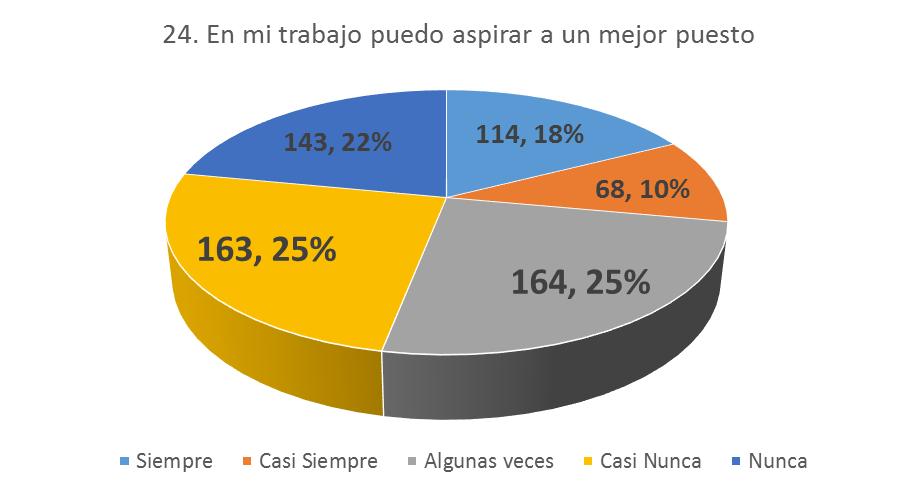 24. En mi trabajo puedo aspirar a un mejor puesto
143, 22%
114, 18%
68, 10%
163, 25%
164, 25%
Siempre
Casi Siempre
Algunas veces
Casi Nunca
Nunca